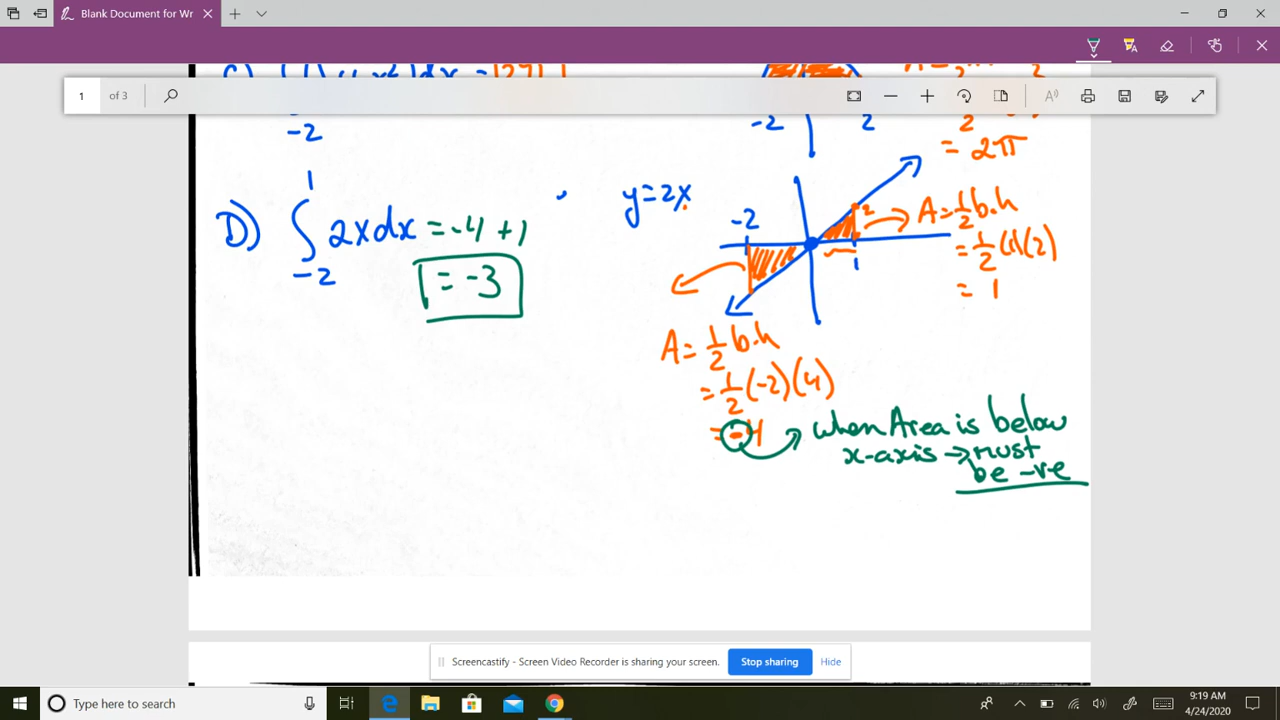 Blank Document for Wr
1 of 3
-2
-2 2
= 2π
D) ∫ 1 -2 2x dx = -4 + 1
= -3
y = 2x
-2
2
1
A = 1/2 b.h
= 1/2 (1)(2)
= 1
A = 1/2 b.h
= 1/2 (-2)(4)
= -4
when Area is below
x-axis → must
be -ve
Screencastify - Screen Video Recorder is sharing your screen.
Stop sharing
Hide
Type here to search
9:19 AM
4/24/2020